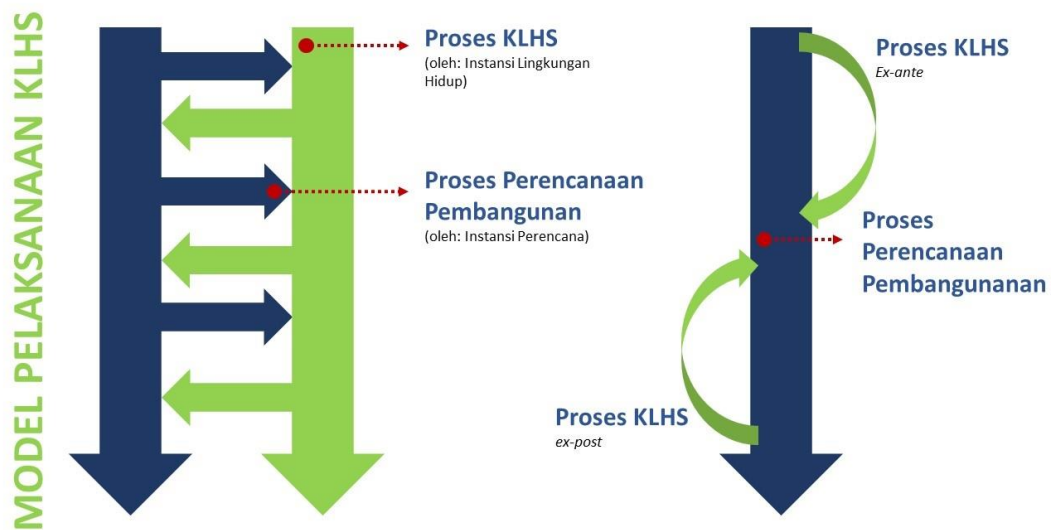 MODEL PELAKSANAAN KLHS
Proses KLHS
(oleh: Instansi Lingkungan
Hidup)
Proses Perencanaan
Pembangunan
(oleh: Instansi Perencana)
Proses KLHS
Ex-ante
Proses
Perencanaan
Pembangunanan
Proses KLHS
ex-post